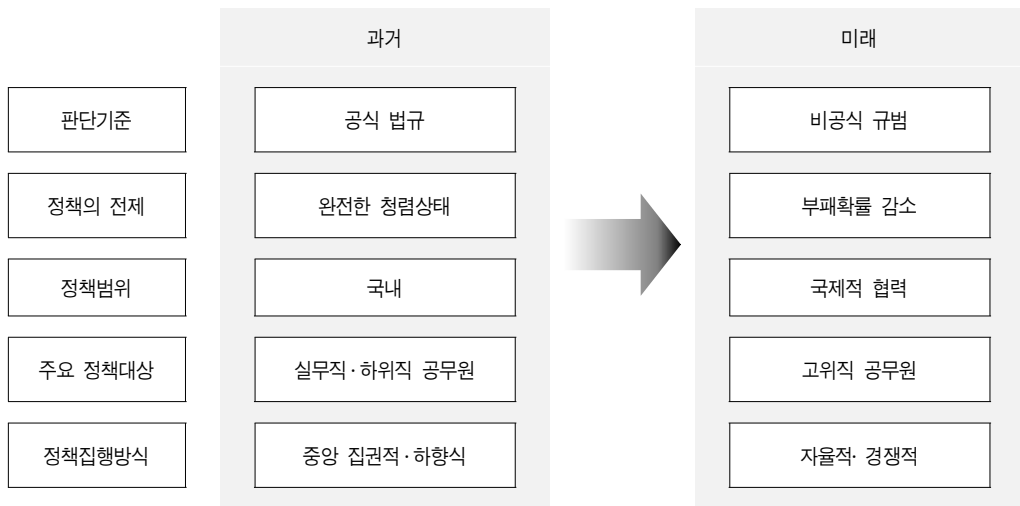 과거 미래
판단기준 공식 법규 비공식 규범
정책의 전제 완전한 청렴상태 부패확률 감소
정책범위 국내 국제적 협력
주요 정책대상 실무직·하위직 공무원 고위직 공무원
정책집행방식 중앙 집권적·하향식 자율적· 경쟁적